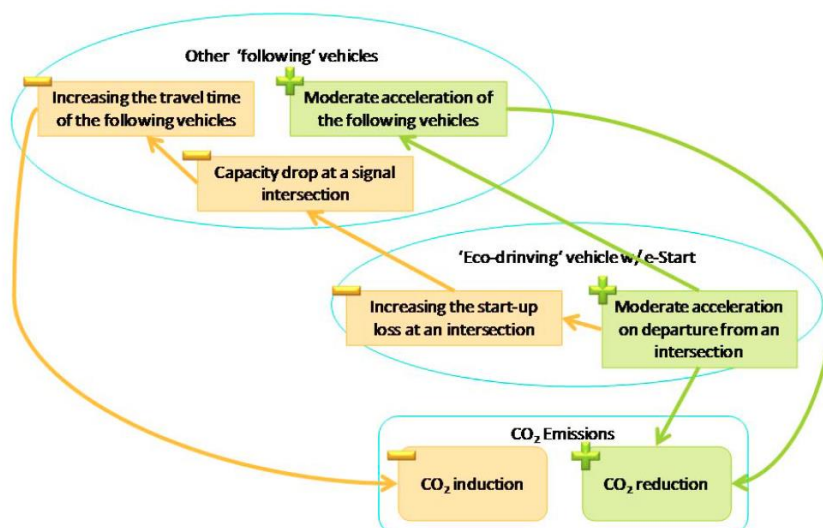 Other ‘following’ vehicles
Increasing the travel time
of the following vehicles
Moderate acceleration of
the following vehicles
Capacity drop at a signal
intersection
‘Eco-drinving’ vehicle w/ e-Start
Increasing the start-up
loss at an intersection
Moderate acceleration
on departure from an
intersection
CO₂ Emissions
CO₂ induction
CO₂ reduction